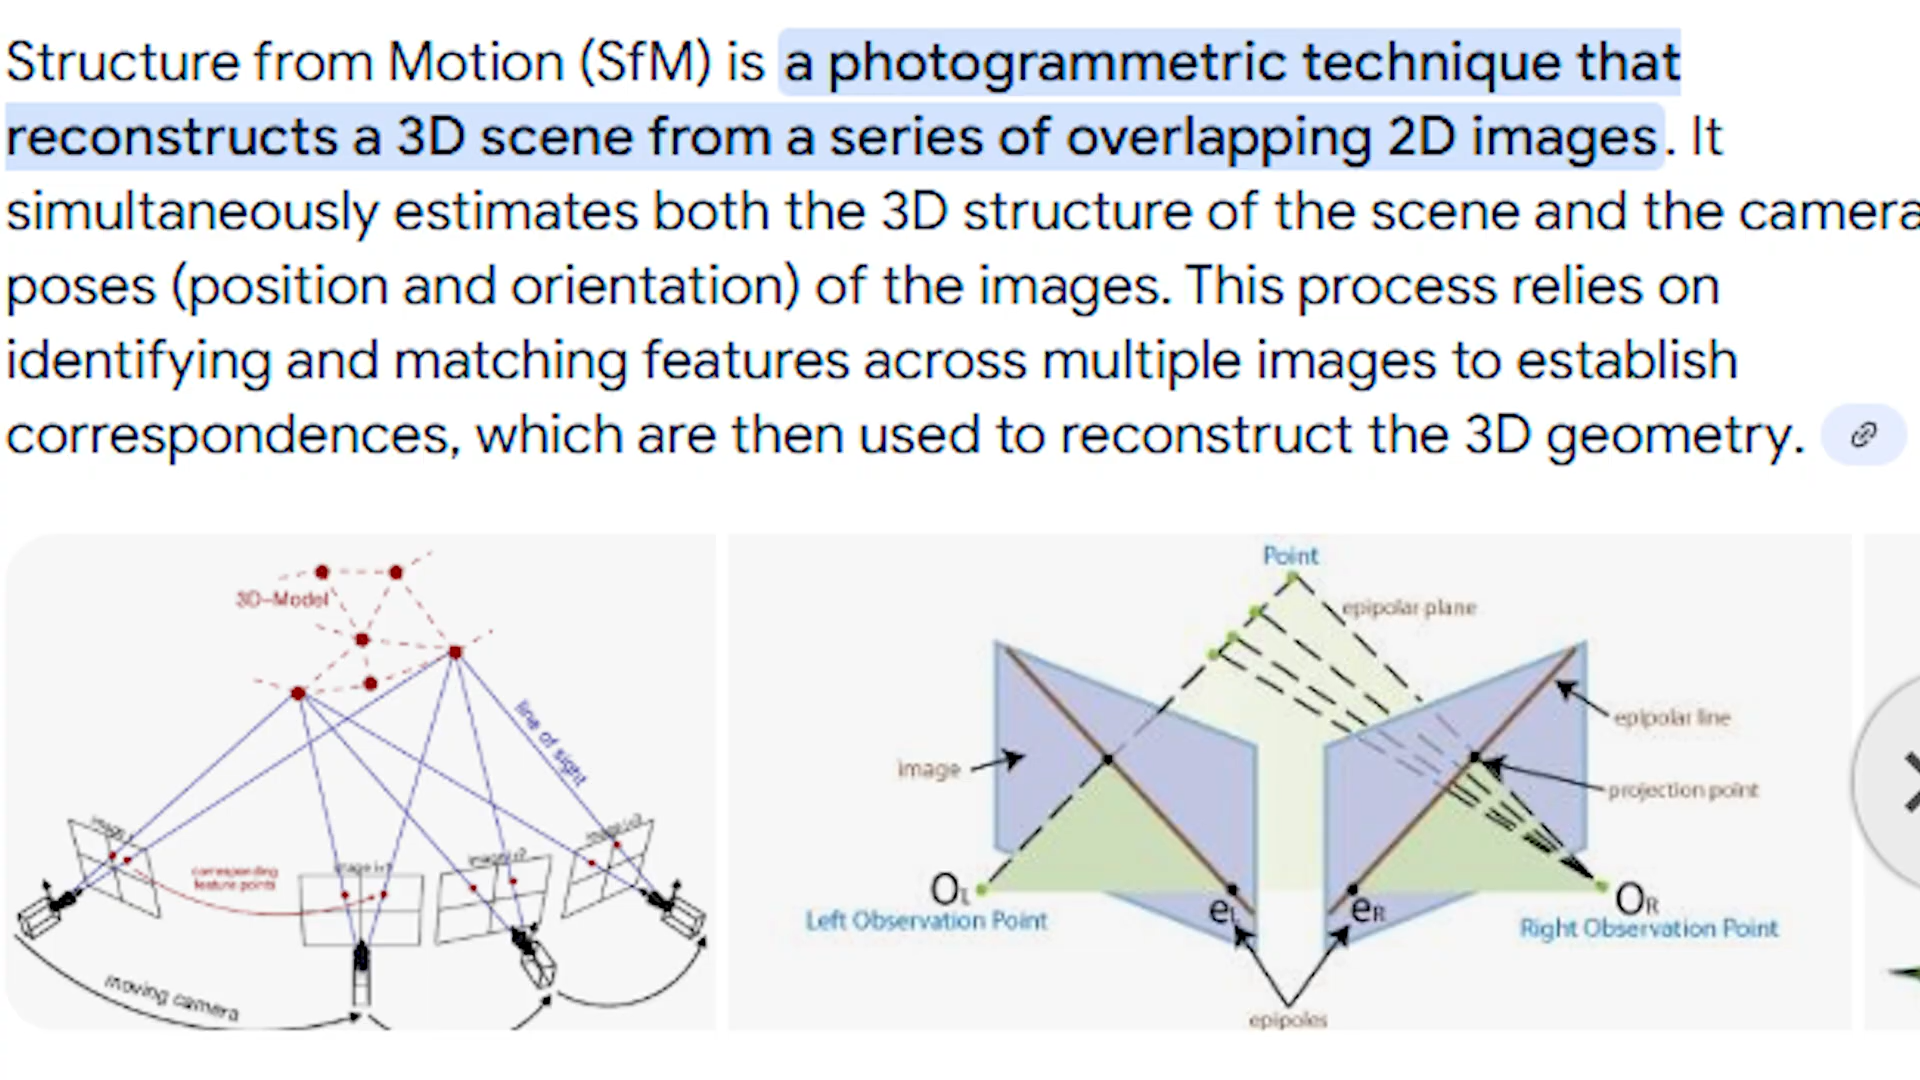 Structure from Motion (SfM) is a photogrammetric technique that
reconstructs a 3D scene from a series of overlapping 2D images. It
simultaneously estimates both the 3D structure of the scene and the camera
poses (position and orientation) of the images. This process relies on
identifying and matching features across multiple images to establish
correspondences, which are then used to reconstruct the 3D geometry.
3D-Model
line of sight
corresponding
feature points
moving camera
Point
epipolar plane
epipolar line
image
projection point
OL
Left Observation Point
eL
eR
OR
Right Observation Point
epipoles